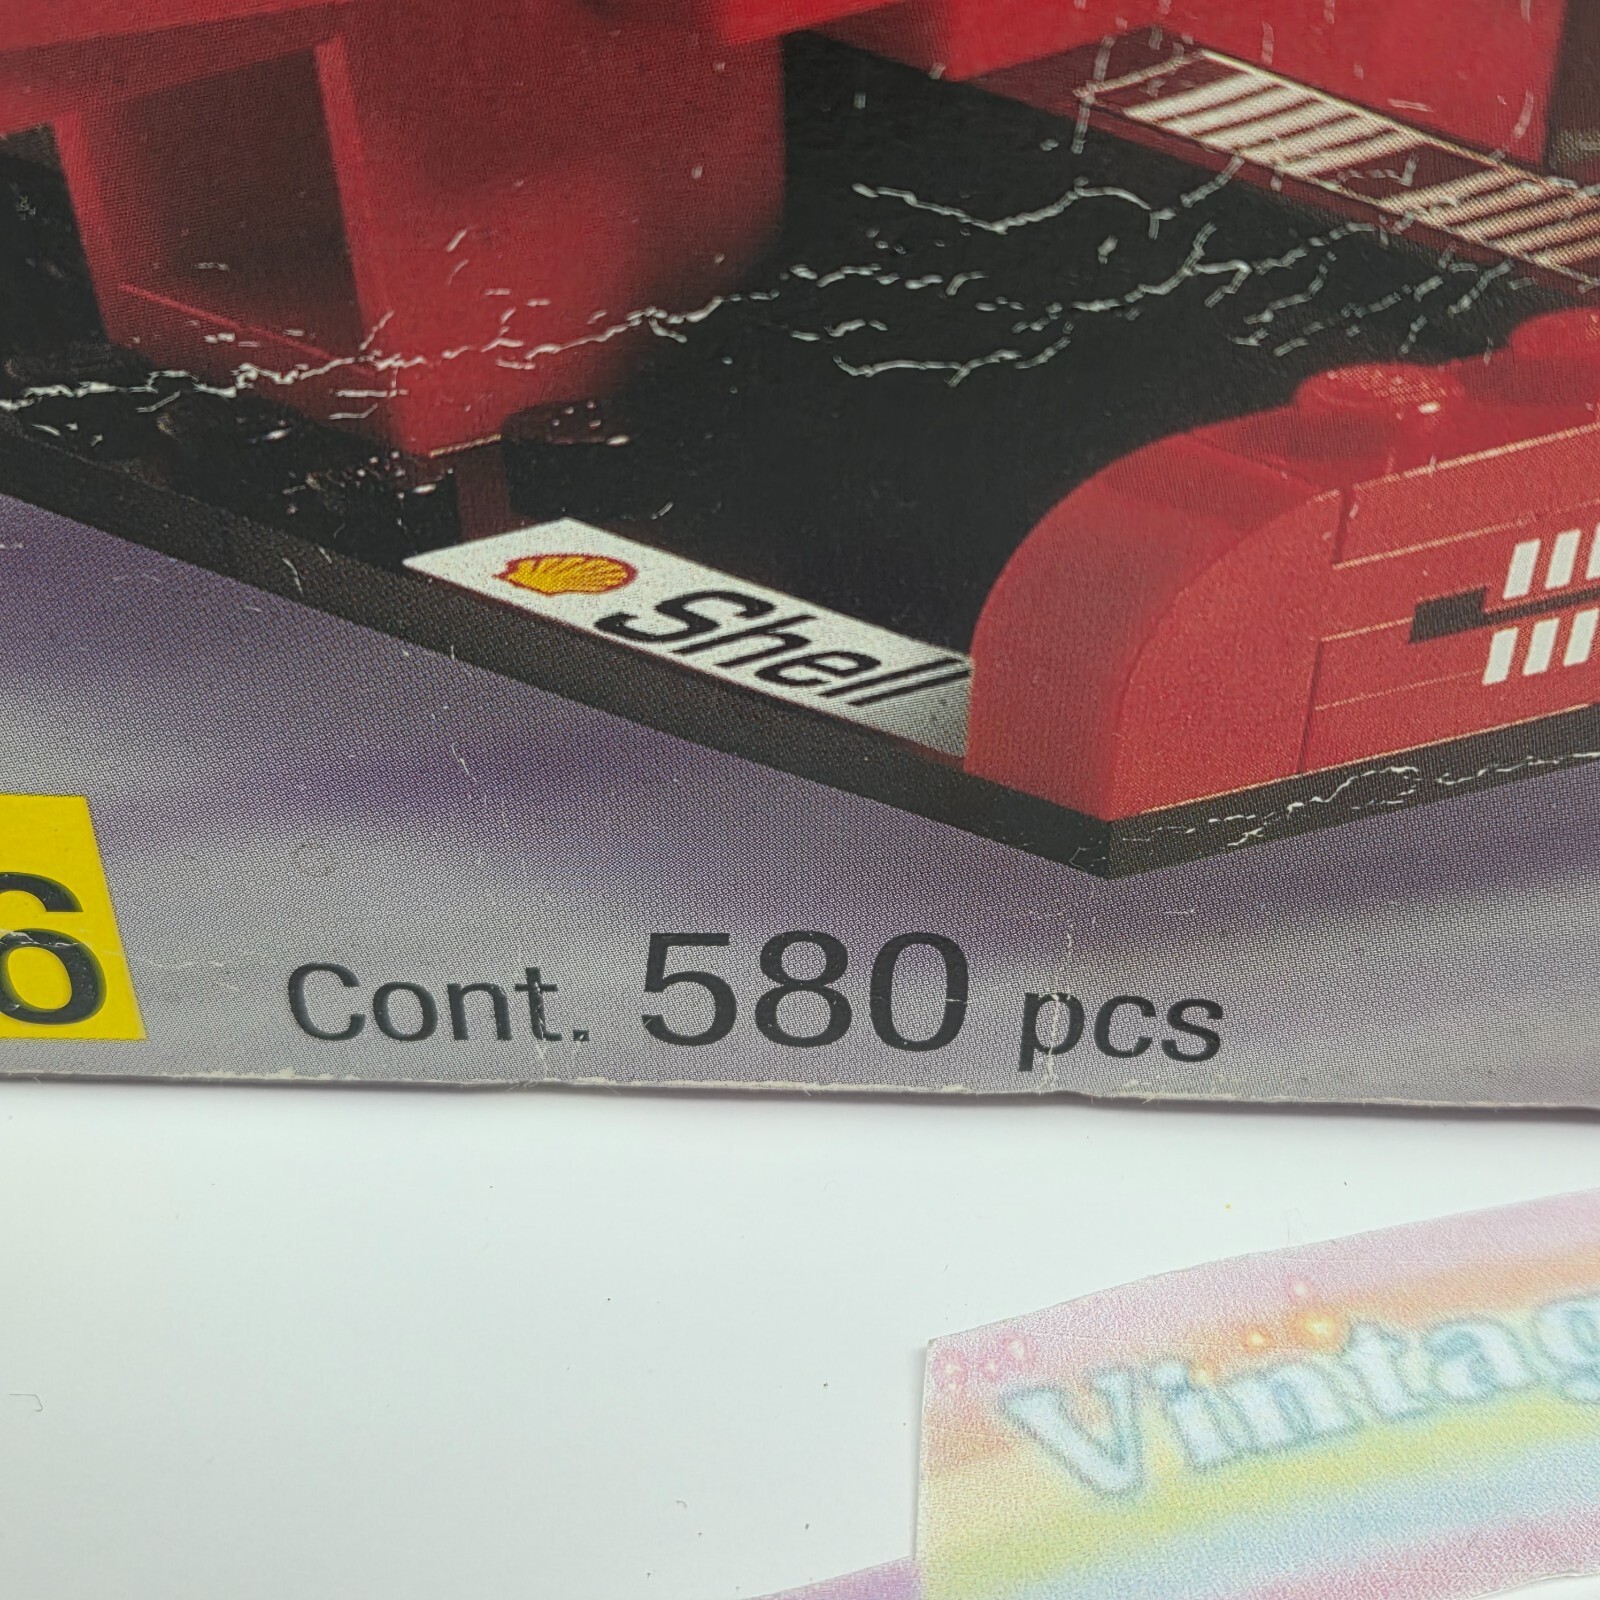 Shell
6
Cont. 580 pcs
Vintag